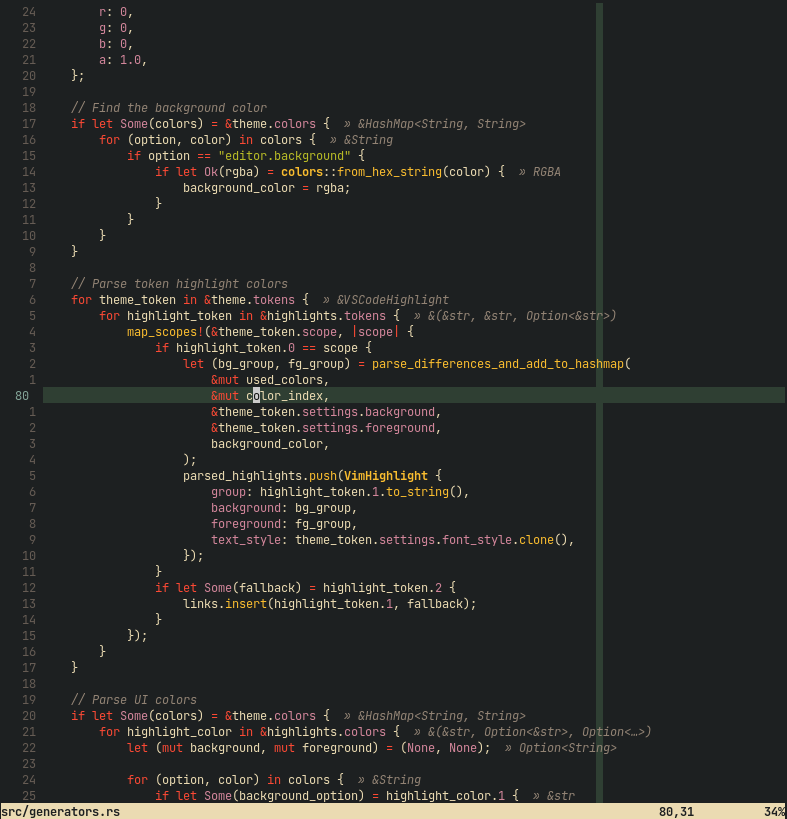 24          r: 0,
23          g: 0,
22          b: 0,
21          a: 1.0,
20      };
19
18      // Find the background color
17      if let Some(colors) = &theme.colors {  » &HashMap<String, String>
16          for (option, color) in colors {  » &String
15              if option == "editor.background" {
14                  if let Ok(rgba) = colors::from_hex_string(color) {  » RGBA
13                      background_color = rgba;
12                  }
11              }
10          }
9      }
8
7      // Parse token highlight colors
6      for theme_token in &theme.tokens {  » &VSCodeHighlight
5          for highlight_token in &highlights.tokens {  » &(&str, &str, Option<&str>)
4              map_scopes!(&theme_token.scope, |scope| {
3                  if highlight_token.0 == scope {
2                      let (bg_group, fg_group) = parse_differences_and_add_to_hashmap(
1                          &mut used_colors,
80                          &mut color_index,
1                          &theme_token.settings.background,
2                          &theme_token.settings.foreground,
3                          background_color,
4                      );
5                      parsed_highlights.push(VimHighlight {
6                          group: highlight_token.1.to_string(),
7                          background: bg_group,
8                          foreground: fg_group,
9                          text_style: theme_token.settings.font_style.clone(),
10                      });
11                  }
12                  if let Some(fallback) = highlight_token.2 {
13                      links.insert(highlight_token.1, fallback);
14                  }
15              });
16          }
17      }
18
19      // Parse UI colors
20      if let Some(colors) = &theme.colors {  » &HashMap<String, String>
21          for highlight_color in &highlights.colors {  » &(&str, Option<&str>, Option<…>)
22              let (mut background, mut foreground) = (None, None);  » Option<String>
23
24              for (option, color) in colors {  » &String
25                  if let Some(background_option) = highlight_color.1 {  » &str
src/generators.rs  80,31  34%